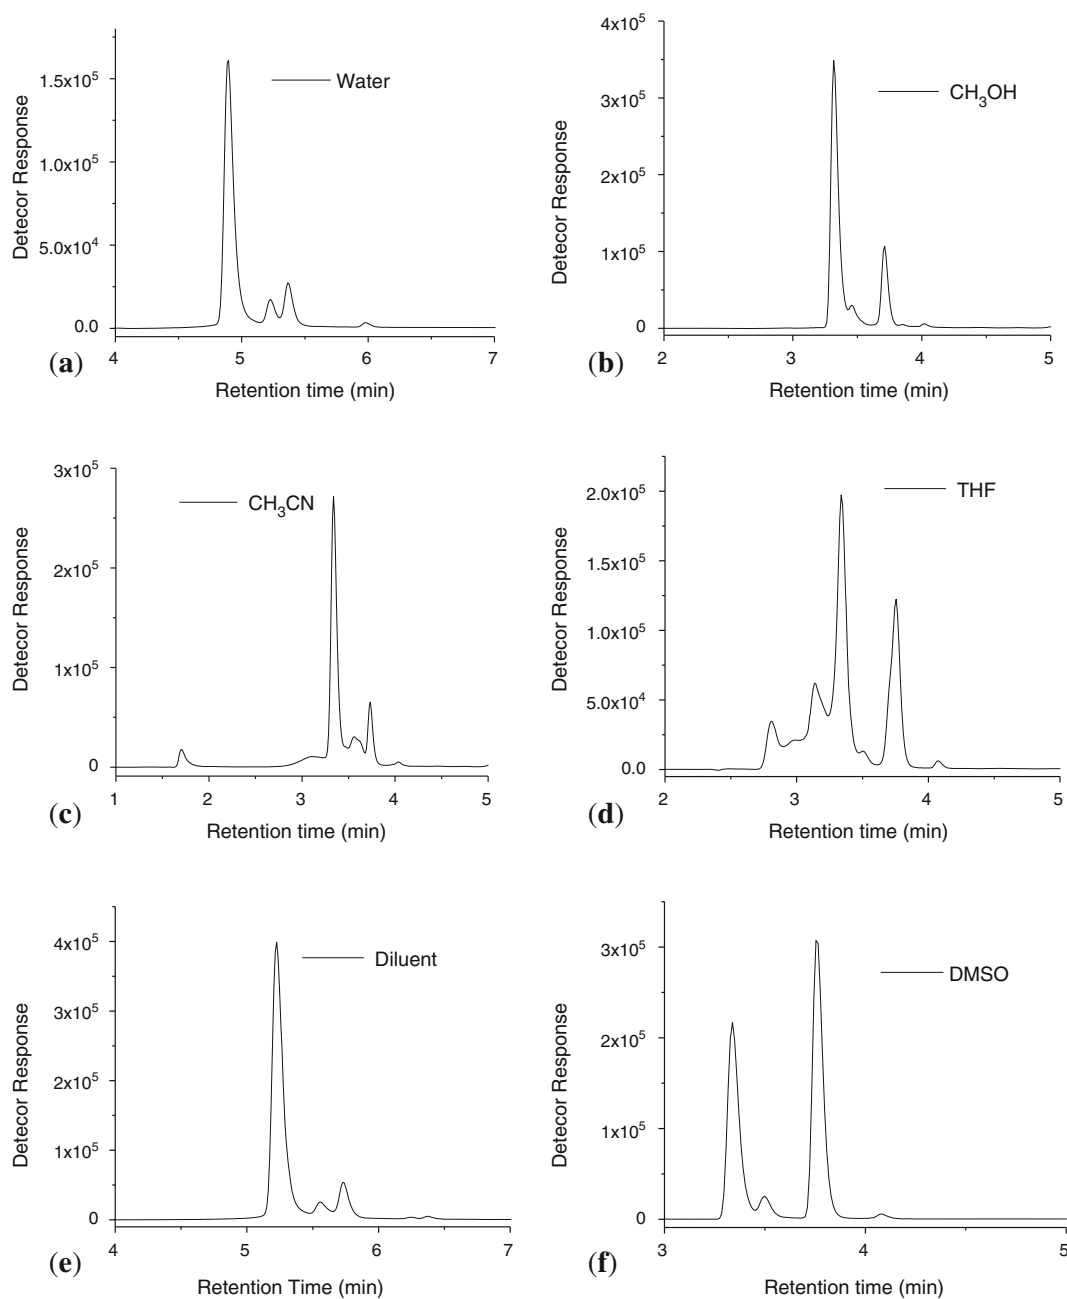 Water
Detecor Response
1.5x10⁵
1.0x10⁵
5.0x10⁴
0.0
4 5 6 7
(a)
Retention time (min)
CH₃OH
Detecor Response
4x10⁵
3x10⁵
2x10⁵
1x10⁵
0
2 3 4 5
(b)
Retention time (min)
CH₃CN
Detecor Response
3x10⁵
2x10⁵
1x10⁵
0
1 2 3 4 5
(c)
Retention time (min)
THF
Detecor Response
2.0x10⁵
1.5x10⁵
1.0x10⁵
5.0x10⁴
0.0
2 3 4 5
(d)
Retention time (min)
Diluent
Detecor Response
4x10⁵
3x10⁵
2x10⁵
1x10⁵
0
4 5 6 7
(e)
Retention Time (min)
DMSO
Detecor Response
3x10⁵
2x10⁵
1x10⁵
0
3 4 5
(f)
Retention time (min)